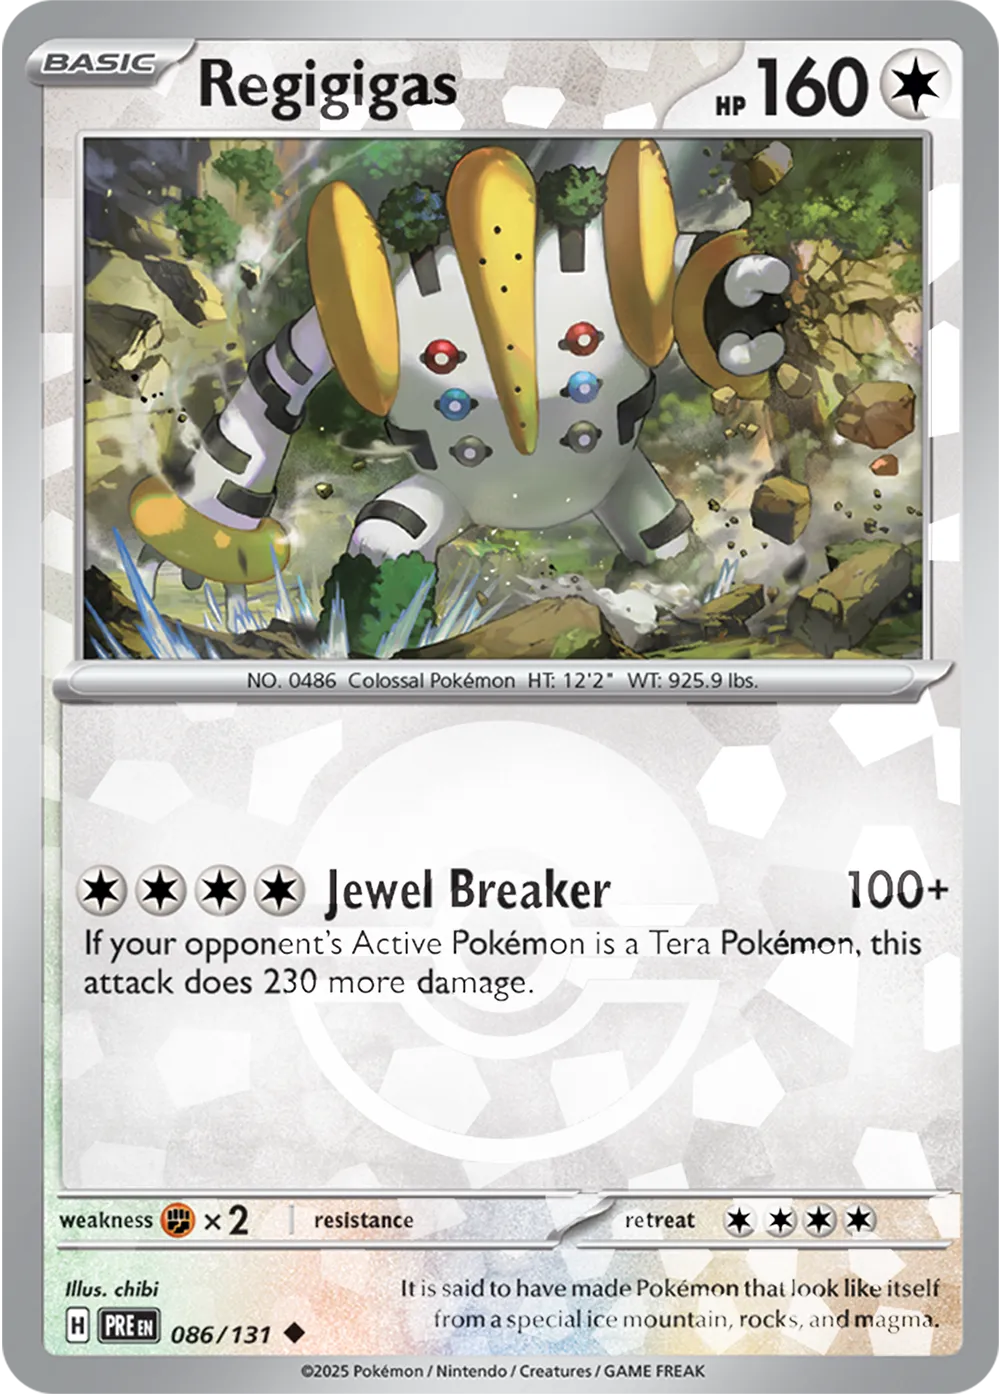 BASIC
Regigigas
HP 160
NO. 0486 Colossal Pokémon HT: 12'2" WT: 925.9 lbs.
Jewel Breaker 100+
If your opponent's Active Pokémon is a Tera Pokémon, this
attack does 230 more damage.
weakness ×2 resistance retreat
Illus. chibi
It is said to have made Pokémon that look like itself
from a special ice mountain, rocks, and magma.
H PRE EN 086/131
©2025 Pokémon / Nintendo / Creatures / GAME FREAK